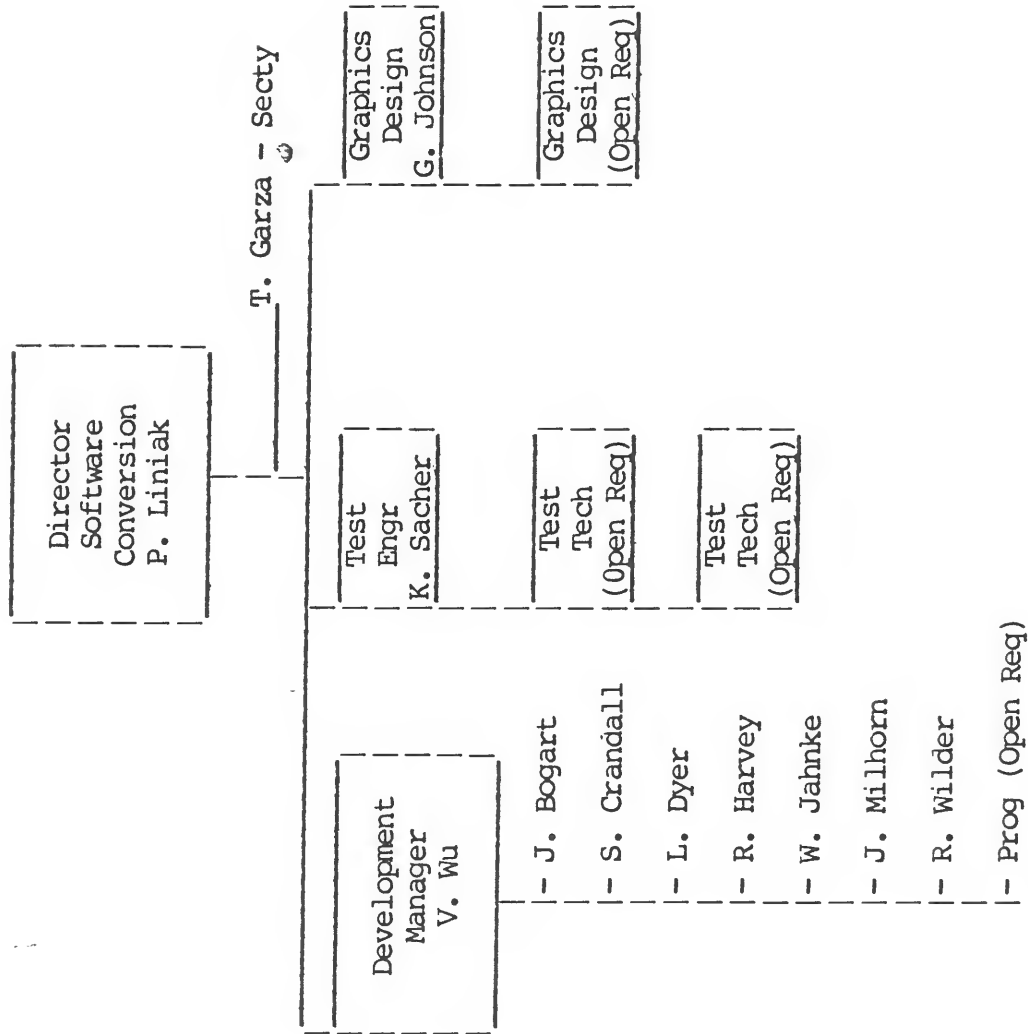 Director
Software
Conversion
P. Liniak
T. Garza - Secty
Development
Manager
V. Wu
- J. Bogart
- S. Crandall
- L. Dyer
- R. Harvey
- W. Jahnke
- J. Milhorn
- R. Wilder
- Prog (Open Req)
Test
Engr
K. Sacher
Test
Tech
(Open Req)
Test
Tech
(Open Req)
Graphics
Design
G. Johnson
Graphics
Design
(Open Req)